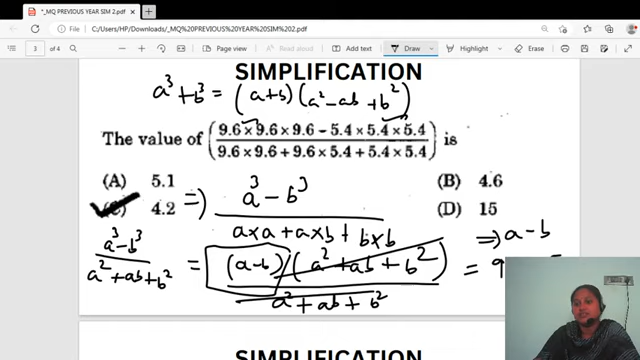 _MQ PREVIOUS YEAR SIM 2.pdf
C:/Users/HP/Downloads/_MQ%20PREVIOUS%20YEAR%20SIM%202.pdf
3 of 4
Page view
Read aloud
Add text
Draw
Highlight
Erase
SIMPLIFICATION
a³ + b³ = (a+b) (a² - ab + b²)
The value of (9.6 × 9.6 × 9.6 – 5.4 × 5.4 × 5.4 / 9.6 × 9.6 + 9.6 × 5.4 + 5.4 × 5.4) is
(A) 5.1
(B) 4.6
4.2
(D) 15
=) a³ - b³ / a×a + a×b + b×b
a³-b³ / a²+ab+b² = (a-b) (a² + ab + b²) / a² + ab + b²
⇒ a - b
= 9
SIMPLIFICATION